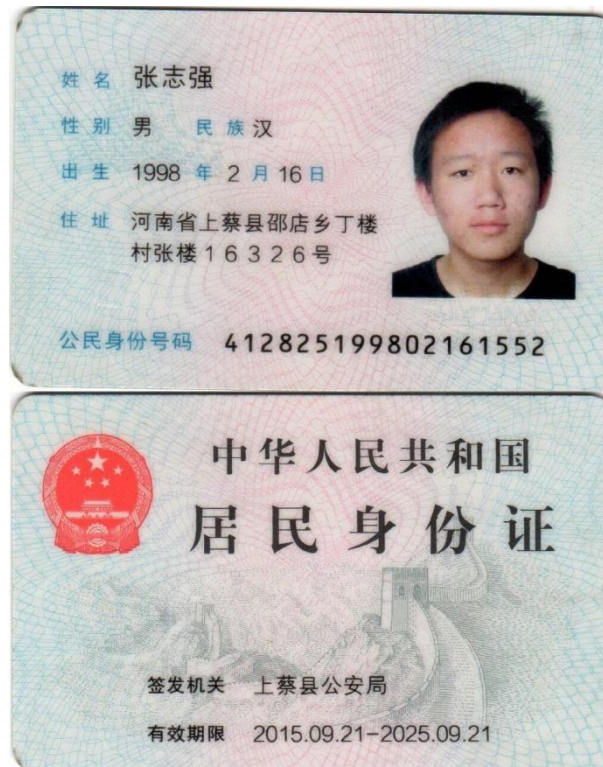 姓名 张志强
性别 男 民族 汉
出生 1998 年 2 月 16 日
住址 河南省上蔡县邵店乡丁楼
村张楼16326号
公民身份号码 412825199802161552
中华人民共和国
居民身份证
签发机关 上蔡县公安局
有效期限 2015.09.21-2025.09.21